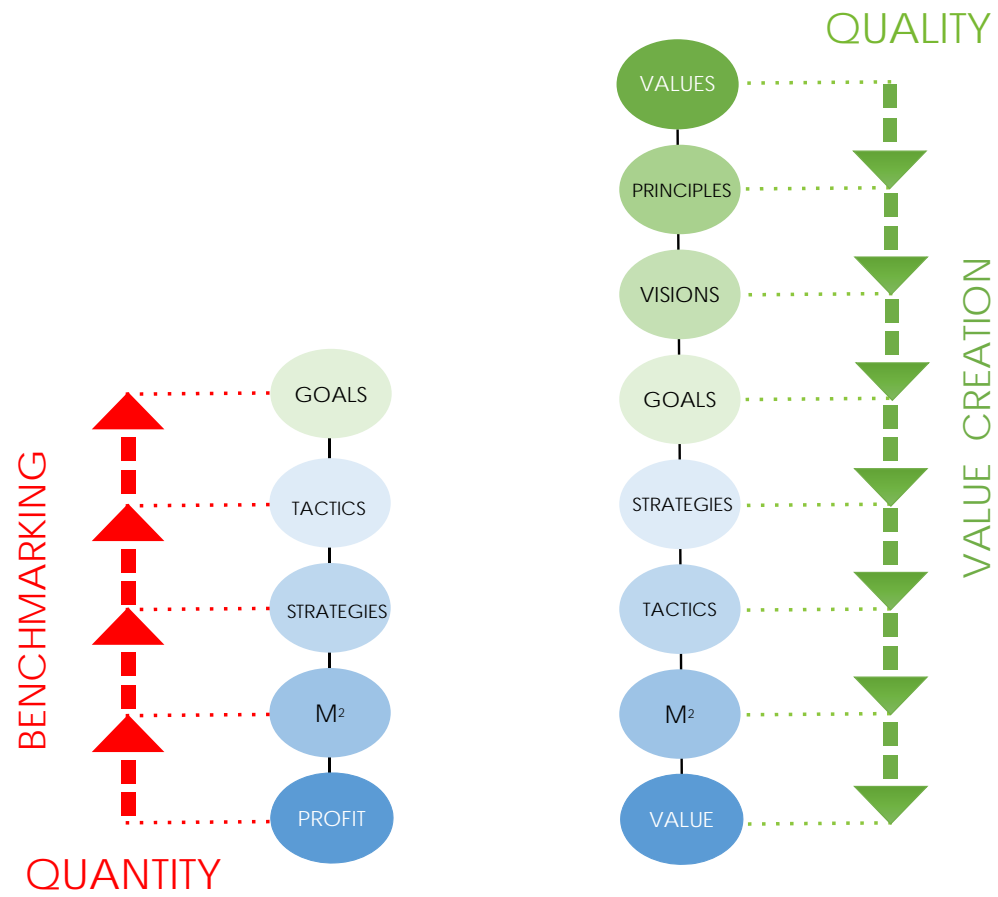 QUALITY
VALUES
PRINCIPLES
VISIONS
GOALS
STRATEGIES
TACTICS
M²
VALUE
VALUE CREATION
GOALS
TACTICS
STRATEGIES
M²
PROFIT
BENCHMARKING
QUANTITY